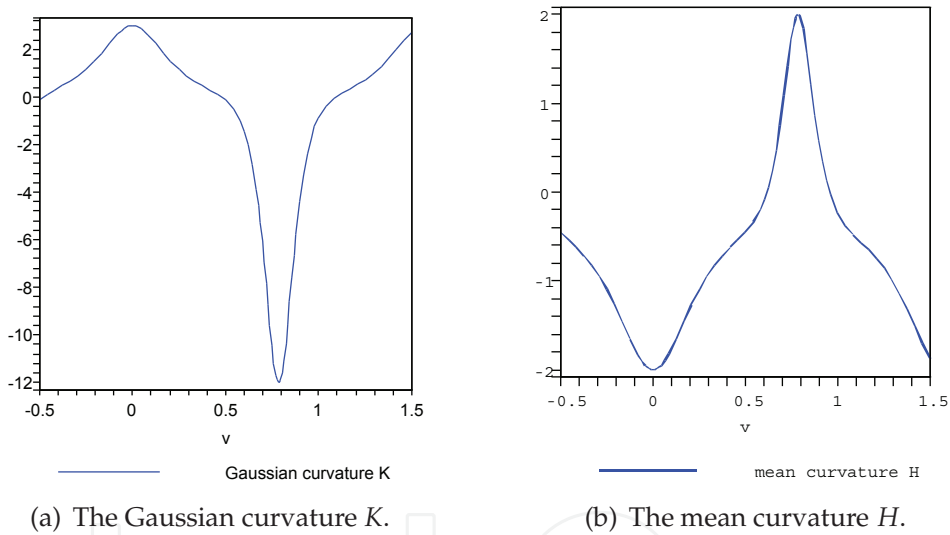 2
0
-2
-4
-6
-8
-10
-12
-0.5 0 0.5 1 1.5
v
Gaussian curvature K
(a) The Gaussian curvature K.
2
1
0
-1
-2
-0.5 0 0.5 1 1.5
v
mean curvature H
(b) The mean curvature H.